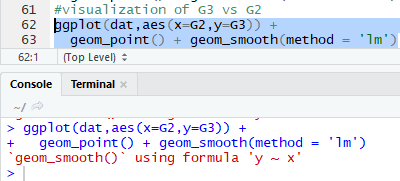 61 #visualization of G3 vs G2
62 ggplot(dat,aes(x=G2,y=G3)) +
63 geom_point() + geom_smooth(method = 'lm')
62:1 (Top Level)
Console Terminal ×
~/
> ggplot(dat,aes(x=G2,y=G3)) +
+ geom_point() + geom_smooth(method = 'lm')
`geom_smooth()` using formula 'y ~ x'
>